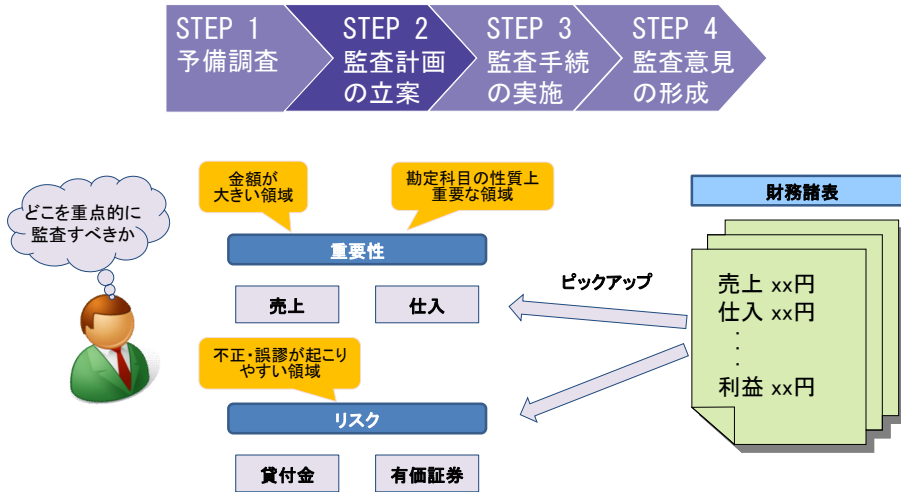 STEP 1
予備調査
STEP 2
監査計画
の立案
STEP 3
監査手続
の実施
STEP 4
監査意見
の形成
どこを重点的に
監査すべきか
金額が
大きい領域
勘定科目の性質上
重要な領域
重要性
売上
仕入
ピックアップ
不正・誤謬が起こり
やすい領域
リスク
貸付金
有価証券
財務諸表
売上 xx円
仕入 xx円
・
・
・
利益 xx円